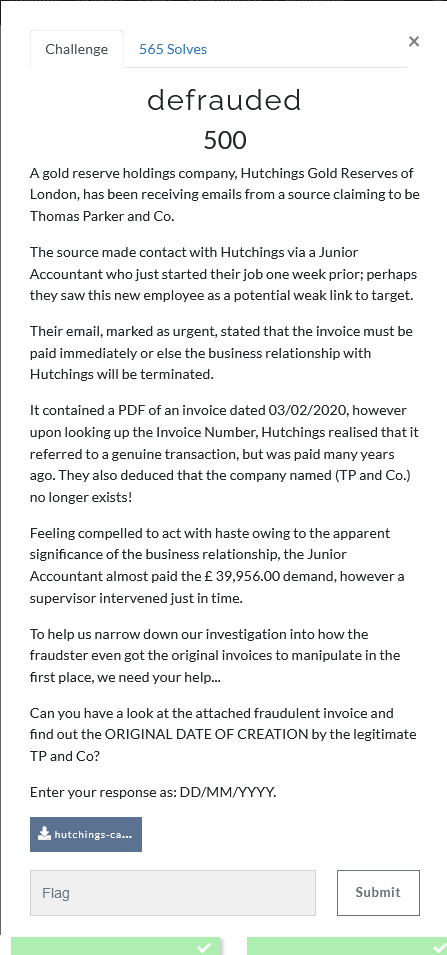 Challenge
565 Solves
×
defrauded
500
A gold reserve holdings company, Hutchings Gold Reserves of
London, has been receiving emails from a source claiming to be
Thomas Parker and Co.
The source made contact with Hutchings via a Junior
Accountant who just started their job one week prior; perhaps
they saw this new employee as a potential weak link to target.
Their email, marked as urgent, stated that the invoice must be
paid immediately or else the business relationship with
Hutchings will be terminated.
It contained a PDF of an invoice dated 03/02/2020, however
upon looking up the Invoice Number, Hutchings realised that it
referred to a genuine transaction, but was paid many years
ago. They also deduced that the company named (TP and Co.)
no longer exists!
Feeling compelled to act with haste owing to the apparent
significance of the business relationship, the Junior
Accountant almost paid the £ 39,956.00 demand, however a
supervisor intervened just in time.
To help us narrow down our investigation into how the
fraudster even got the original invoices to manipulate in the
first place, we need your help...
Can you have a look at the attached fraudulent invoice and
find out the ORIGINAL DATE OF CREATION by the legitimate
TP and Co?
Enter your response as: DD/MM/YYYY.
hutchings-ca...
Flag
Submit